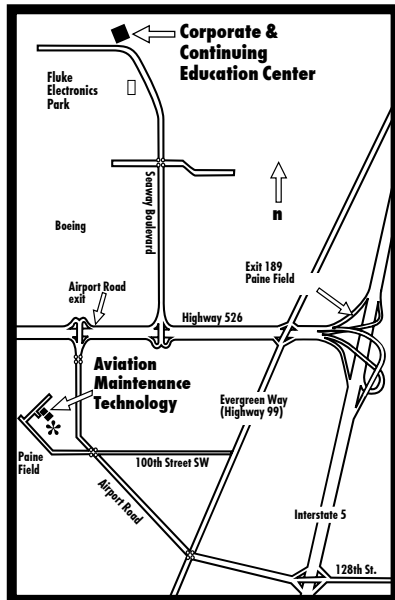 Corporate &
Continuing
Education Center
Fluke
Electronics
Park
Seaway Boulevard
n
Boeing
Exit 189
Paine Field
Airport Road
exit
Highway 526
Aviation
Maintenance
Technology
Evergreen Way
(Highway 99)
Paine
Field
100th Street SW
Airport Road
Interstate 5
128th St.